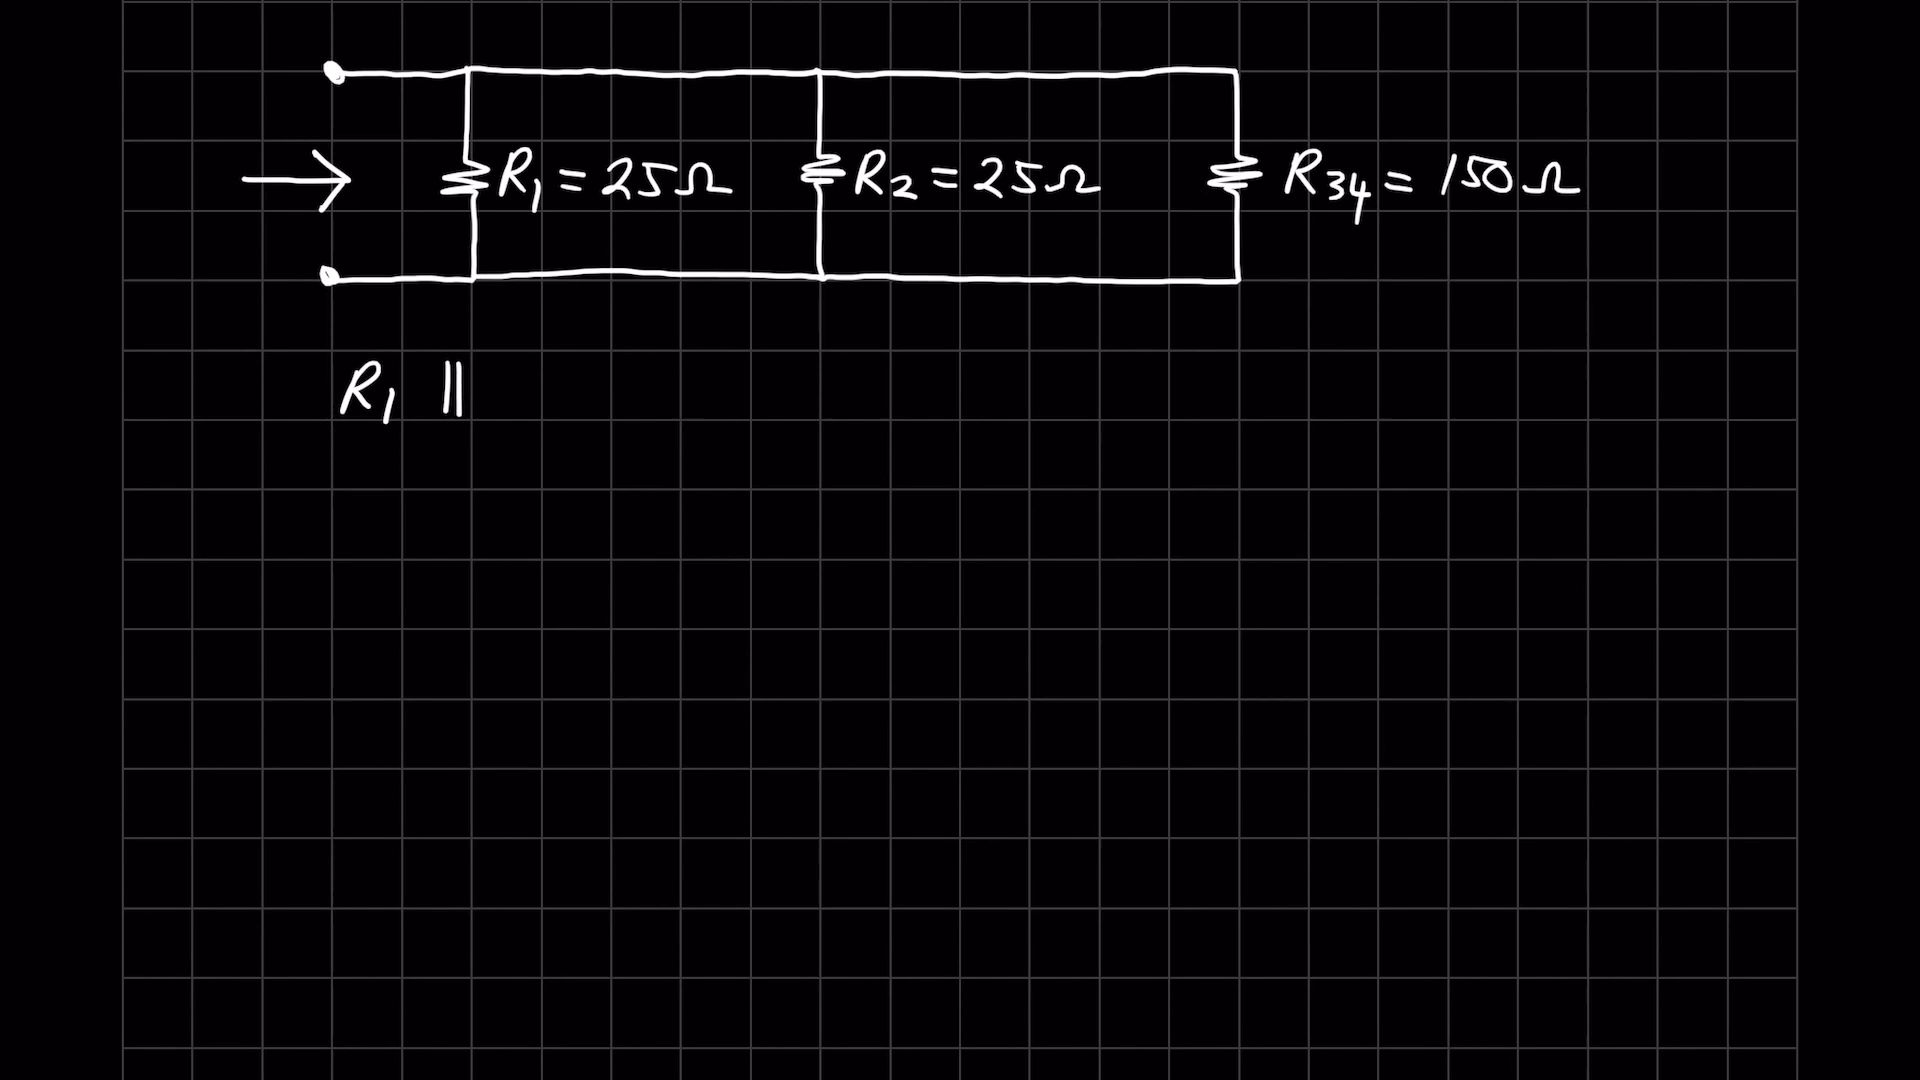 R₁ = 25Ω R₂ = 25Ω R₃₄ = 150Ω
R₁ ||